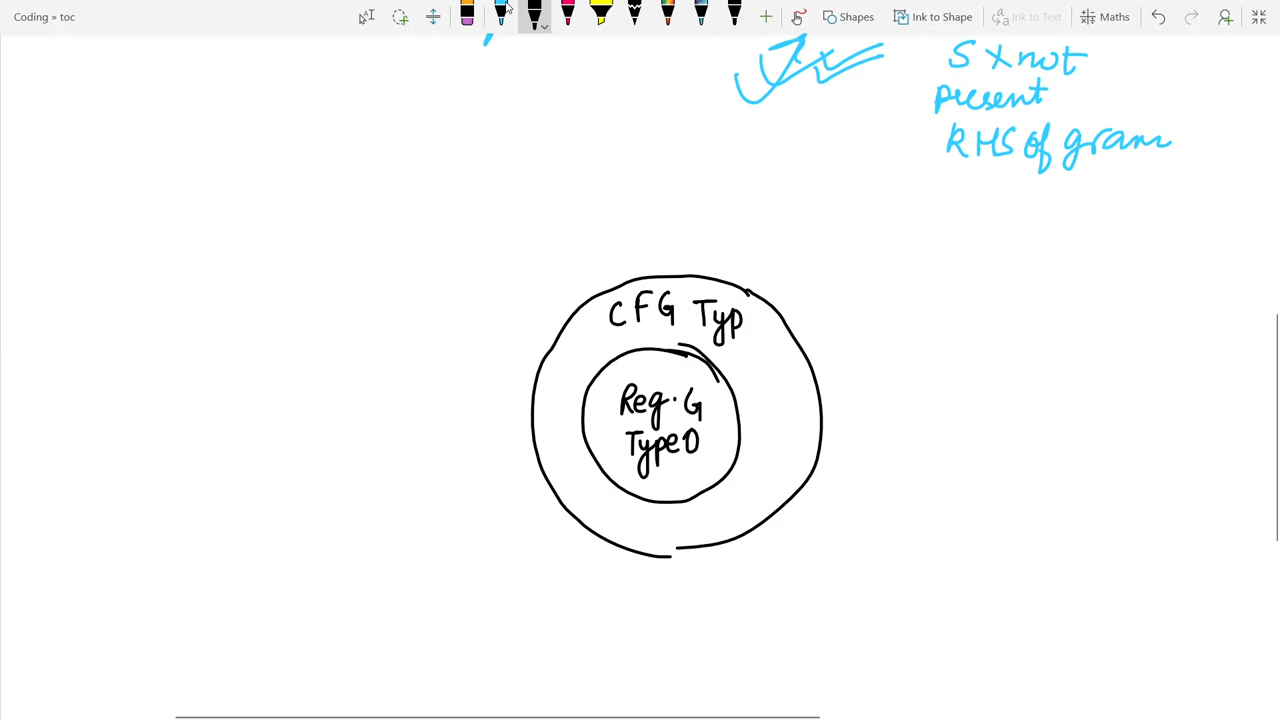 Coding » toc
Shapes
Ink to Shape
Ink to Text
Maths
S X not
present
RHS of gram
CFG Typ
Reg. G
Type 0